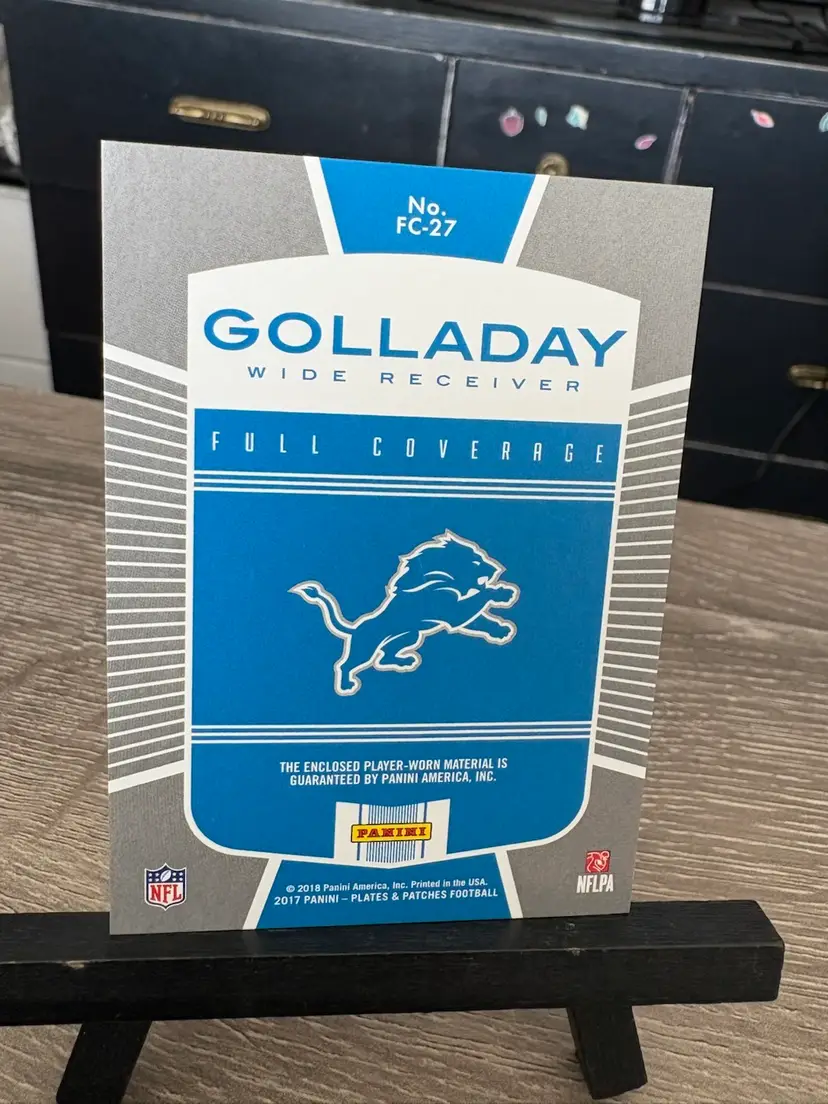 No.
FC-27
GOLLADAY
WIDE RECEIVER
FULL COVERAGE
THE ENCLOSED PLAYER-WORN MATERIAL IS
GUARANTEED BY PANINI AMERICA, INC.
PANINI
NFL
NFLPA
© 2018 Panini America, Inc. Printed in the USA.
2017 PANINI – PLATES & PATCHES FOOTBALL